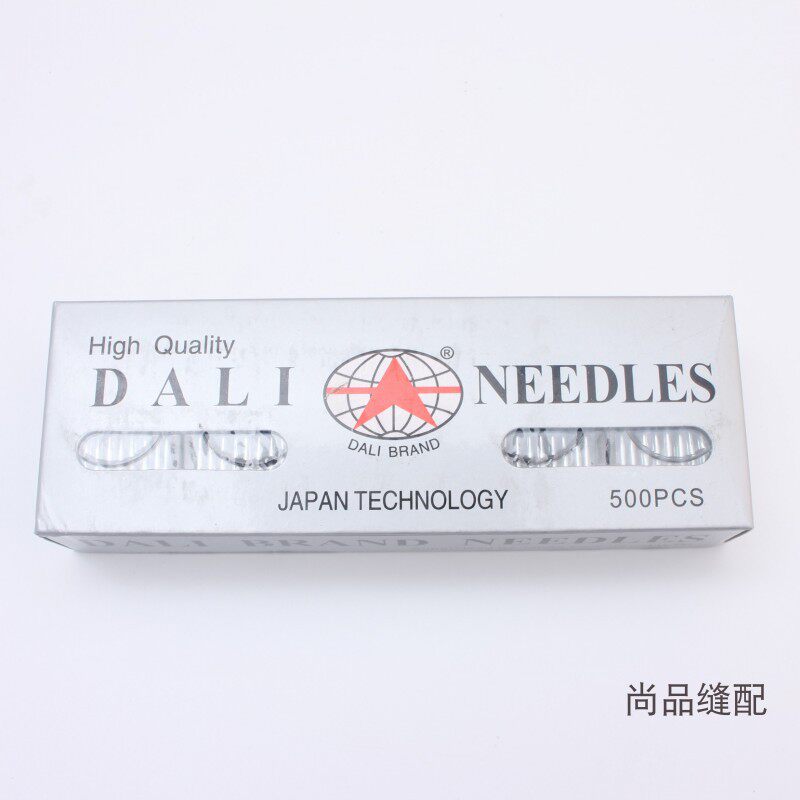 High Quality
DALI NEEDLES
®
DALI BRAND
JAPAN TECHNOLOGY
500PCS
DALI BRAND NEEDLES
尚品缝配